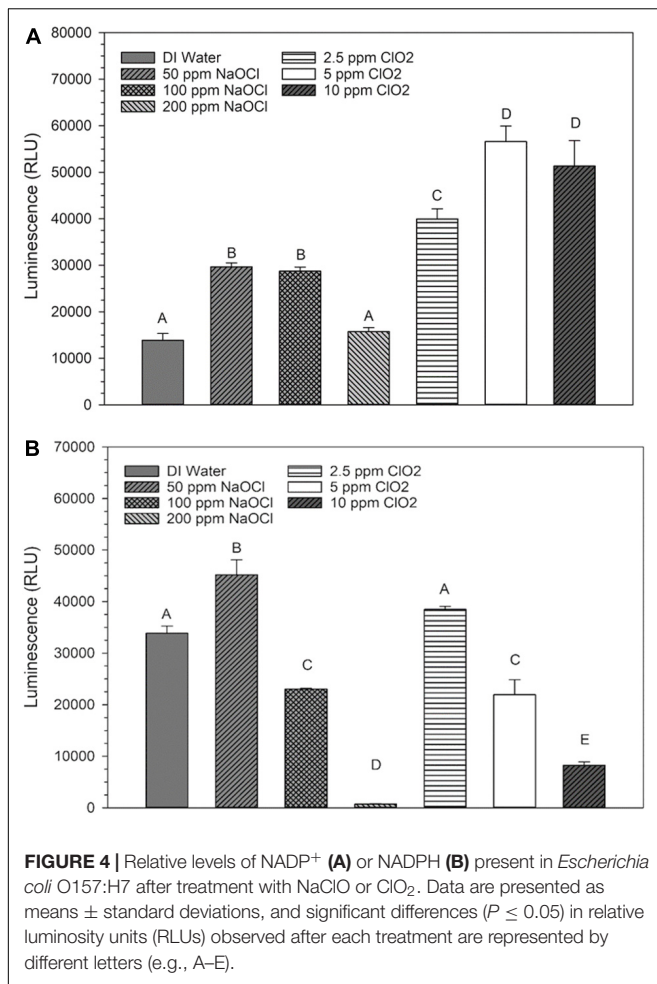 A
80000
70000
60000
50000
40000
30000
20000
10000
0
Luminescence (RLU)
DI Water
50 ppm NaOCl
100 ppm NaOCl
200 ppm NaOCl
2.5 ppm ClO2
5 ppm ClO2
10 ppm ClO2
A
B
B
A
C
D
D
B
70000
60000
50000
40000
30000
20000
10000
0
Luminescence (RLU)
DI Water
50 ppm NaOCl
100 ppm NaOCl
200 ppm NaOCl
2.5 ppm ClO2
5 ppm ClO2
10 ppm ClO2
A
B
C
D
A
C
E
FIGURE 4 | Relative levels of NADP⁺ (A) or NADPH (B) present in Escherichia
coli O157:H7 after treatment with NaClO or ClO₂. Data are presented as
means ± standard deviations, and significant differences (P ≤ 0.05) in relative
luminosity units (RLUs) observed after each treatment are represented by
different letters (e.g., A–E).